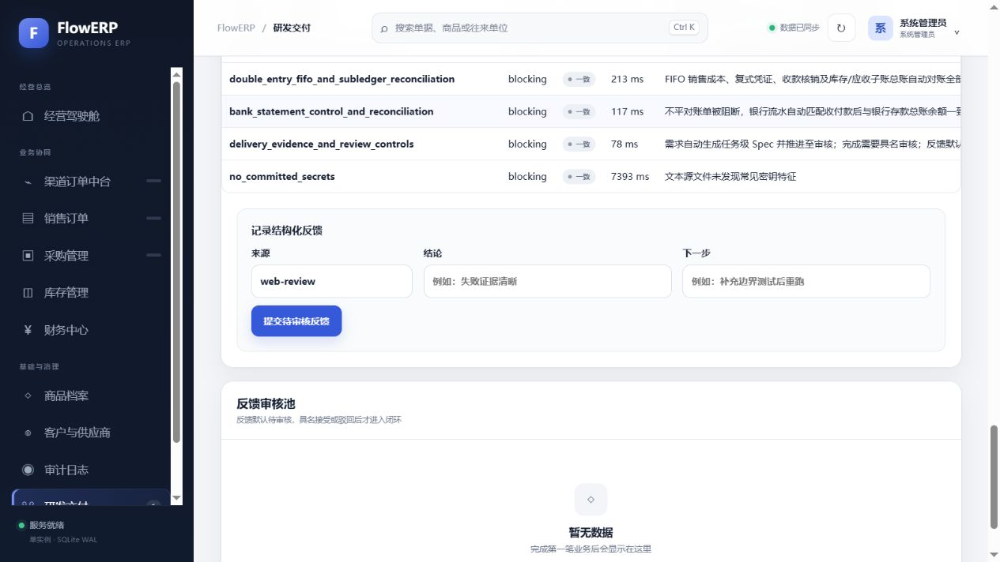 F FlowERP
OPERATIONS ERP
经营总览
经营驾驶舱
业务协同
渠道订单中台
销售订单
采购管理
库存管理
¥ 财务中心
基础与治理
商品档案
客户与供应商
审计日志
研发交付
服务就绪
单实例 · SQLite WAL
FlowERP / 研发交付
搜索单据、商品或往来单位 Ctrl K
数据已同步
系 系统管理员
系统管理员
double_entry_fifo_and_subledger_reconciliation blocking 一致 213 ms FIFO 销售成本、复式凭证、收款核销及库存/应收子账总账自动对账全部
bank_statement_control_and_reconciliation blocking 一致 117 ms 不平对账单被阻断，银行流水自动匹配收付款后与银行存款总账余额一致
delivery_evidence_and_review_controls blocking 一致 78 ms 需求自动生成任务级 Spec 并推进至审核；完成需要具名审核；反馈默认
no_committed_secrets blocking 一致 7393 ms 文本源文件未发现常见密钥特征
记录结构化反馈
来源 结论 下一步
web-review 例如：失败证据清晰 例如：补充边界测试后重跑
提交待审核反馈
反馈审核池
反馈默认待审核，具名接受或驳回后才进入闭环
暂无数据
完成第一笔业务后会显示在这里